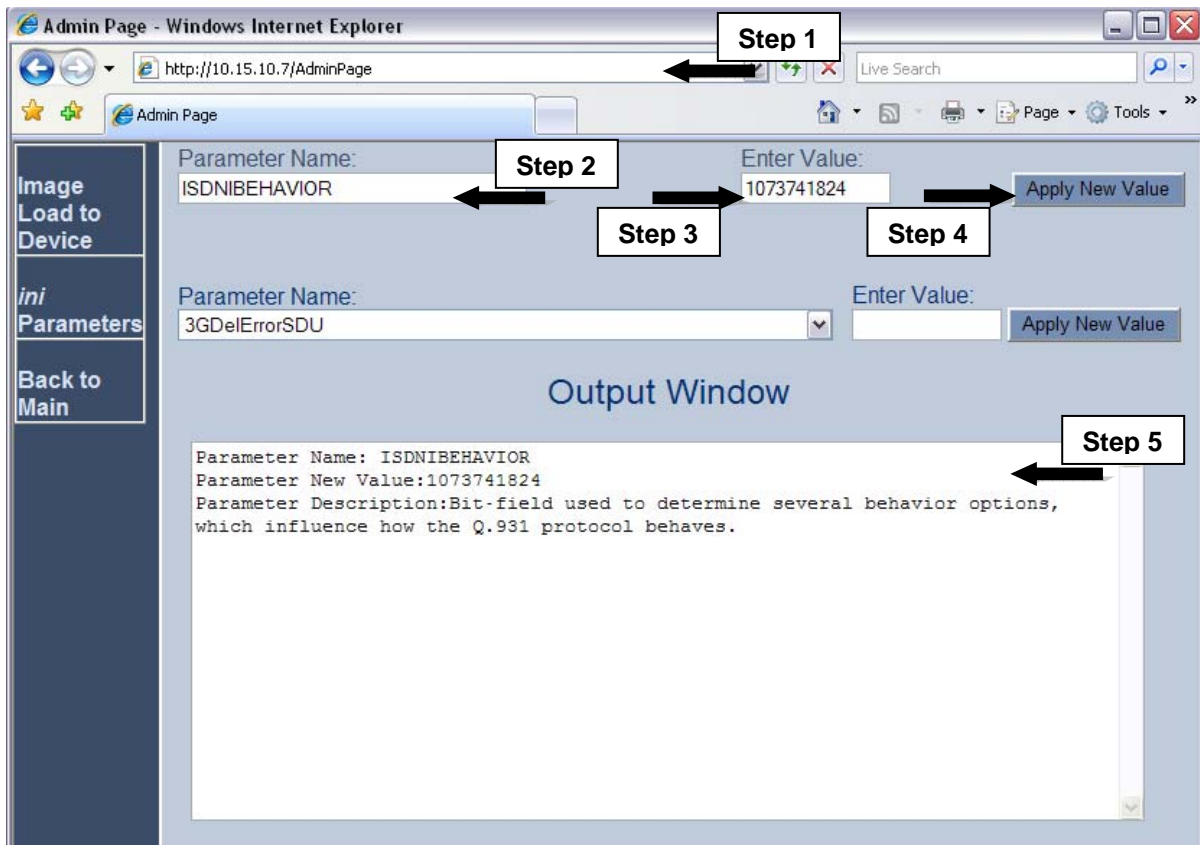 Admin Page - Windows Internet Explorer
Step 1
http://10.15.10.7/AdminPage
Live Search
Admin Page
Page
Tools
Parameter Name:
Enter Value:
Step 2
ISDNIBEHAVIOR
1073741824
Apply New Value
Step 3
Step 4
Image
Load to
Device
ini
Parameters
Back to
Main
Parameter Name:
Enter Value:
3GDelErrorSDU
Apply New Value
Output Window
Step 5
Parameter Name: ISDNIBEHAVIOR
Parameter New Value:1073741824
Parameter Description:Bit-field used to determine several behavior options,
which influence how the Q.931 protocol behaves.